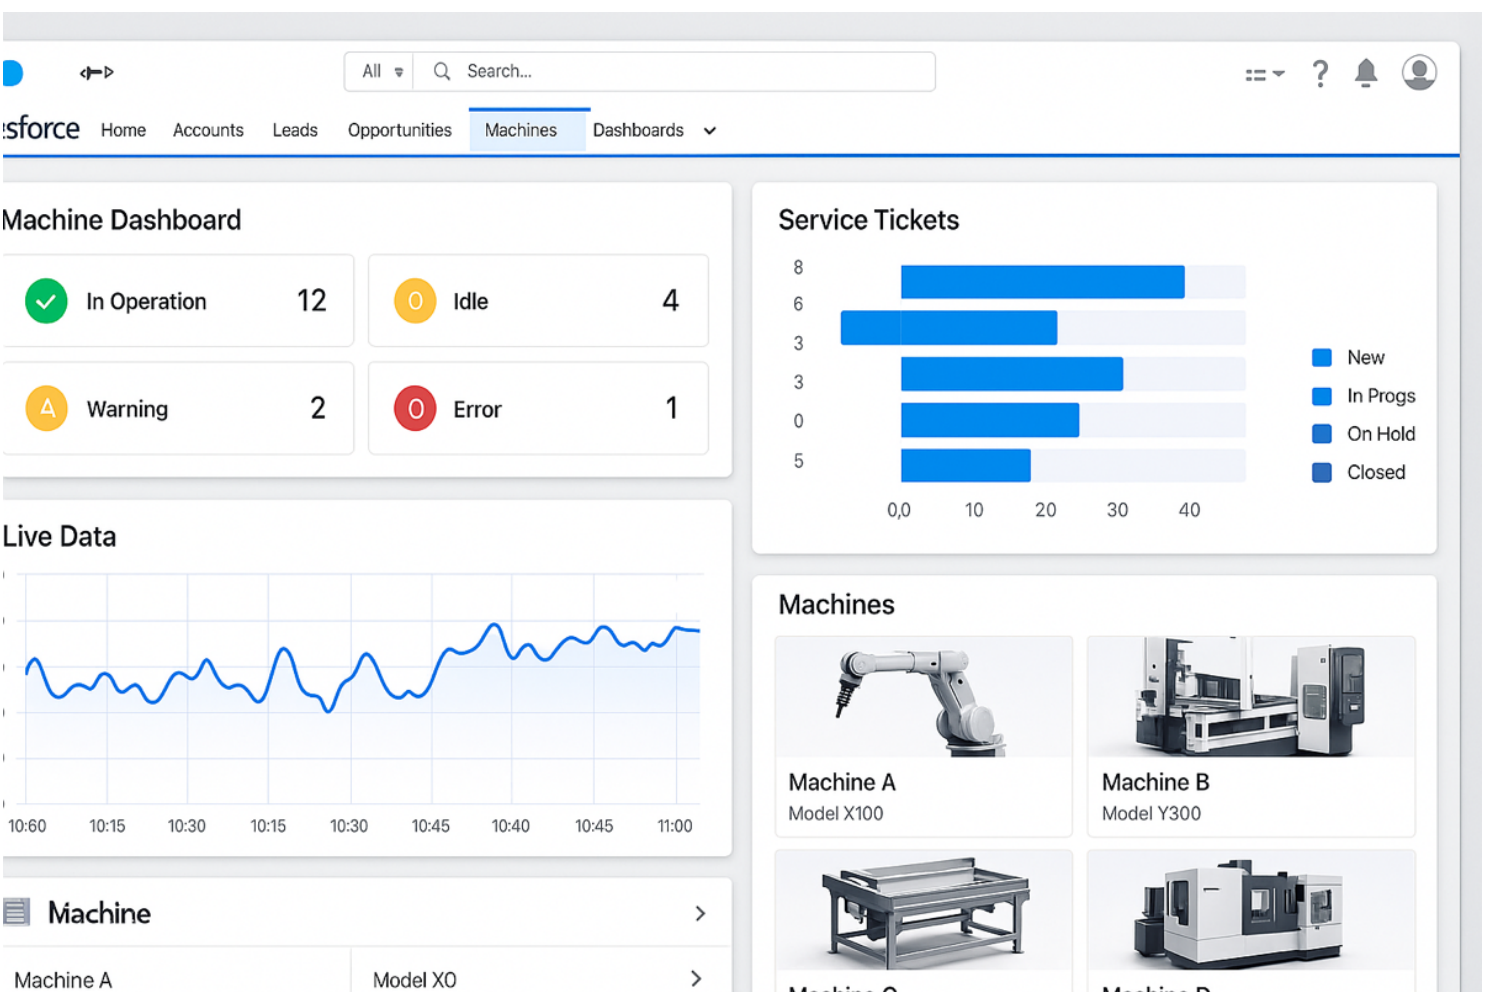 All Search...
sforce Home Accounts Leads Opportunities Machines Dashboards
Machine Dashboard
In Operation 12
Idle 4
Warning 2
Error 1
Service Tickets
8
6
3
3
0
5
0,0 10 20 30 40
New
In Progs
On Hold
Closed
Live Data
10:60 10:15 10:30 10:15 10:30 10:45 10:40 10:45 11:00
Machines
Machine A
Model X100
Machine B
Model Y300
Machine
Machine A Model XO